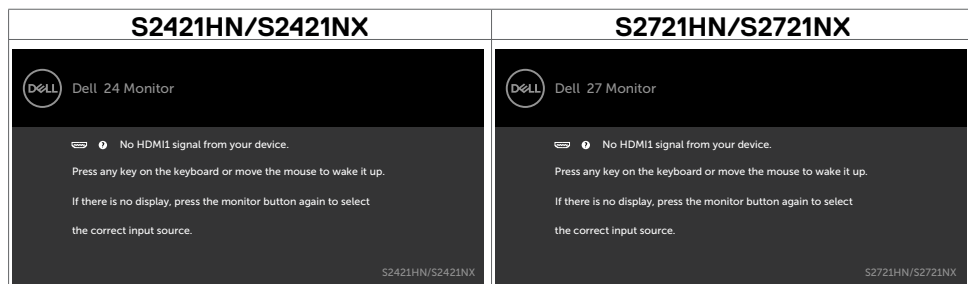 S2421HN/S2421NX
S2721HN/S2721NX
DELL
Dell 24 Monitor
No HDMI1 signal from your device.
Press any key on the keyboard or move the mouse to wake it up.
If there is no display, press the monitor button again to select
the correct input source.
S2421HN/S2421NX
DELL
Dell 27 Monitor
No HDMI1 signal from your device.
Press any key on the keyboard or move the mouse to wake it up.
If there is no display, press the monitor button again to select
the correct input source.
S2721HN/S2721NX